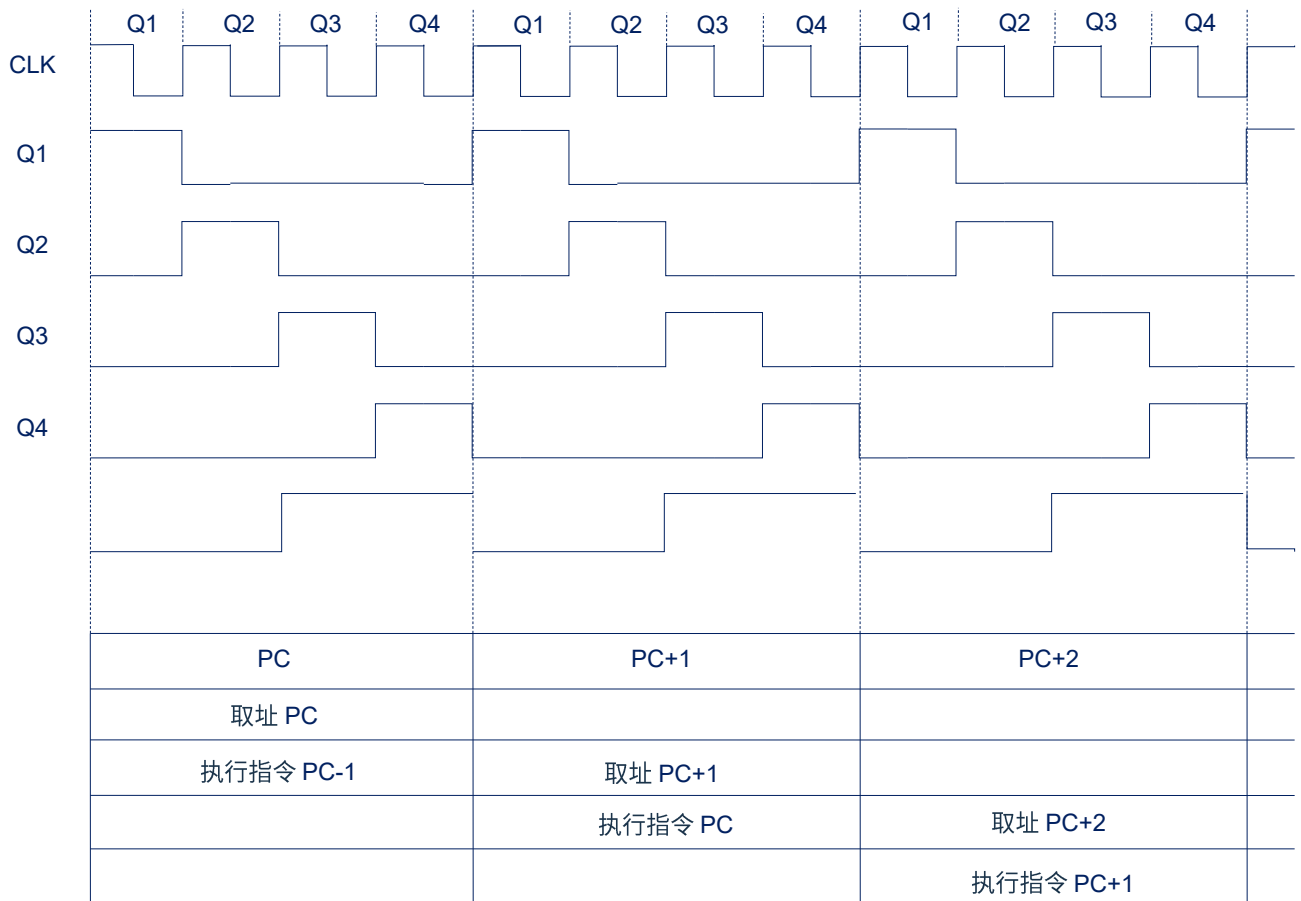 Q1 Q2 Q3 Q4 Q1 Q2 Q3 Q4 Q1 Q2 Q3 Q4
CLK
Q1
Q2
Q3
Q4
PC PC+1 PC+2
取址 PC
执行指令 PC-1 取址 PC+1
执行指令 PC 取址 PC+2
执行指令 PC+1